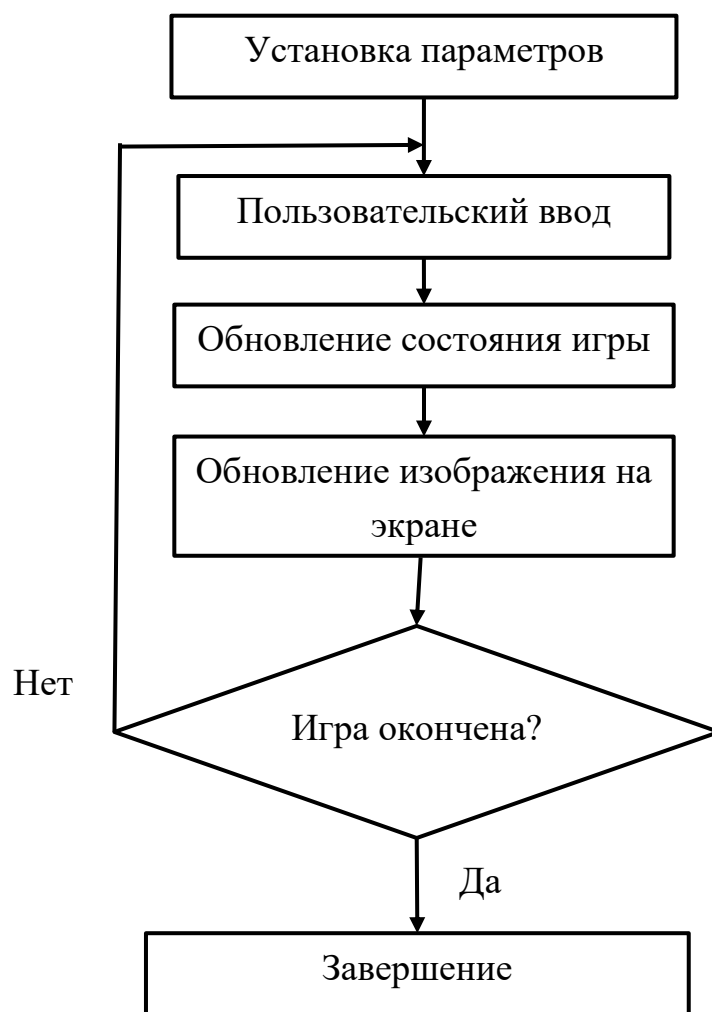 Установка параметров
Пользовательский ввод
Обновление состояния игры
Обновление изображения на
экране
Нет
Игра окончена?
Да
Завершение